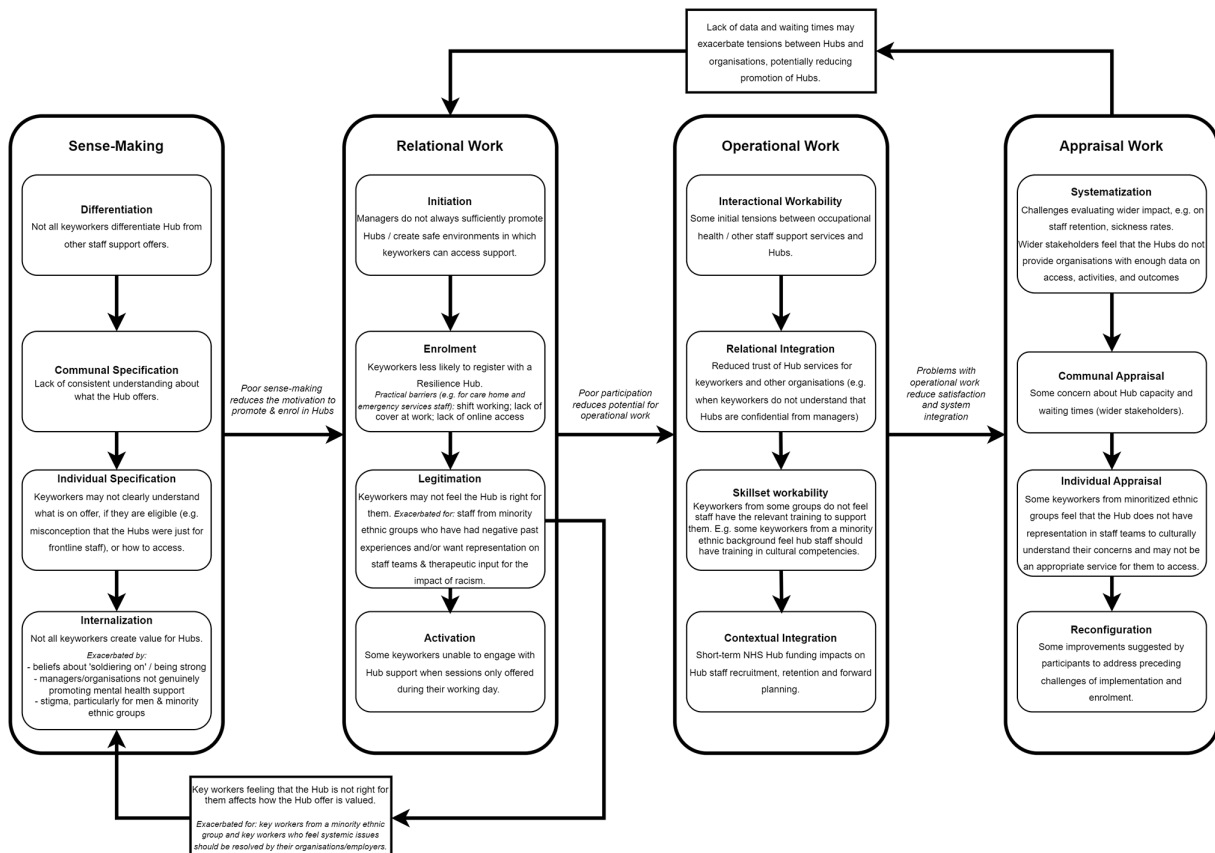 Lack of data and waiting times may
exacerbate tensions between Hubs and
organisations, potentially reducing
promotion of Hubs.
Sense-Making
Differentiation
Not all keyworkers differentiate Hub from
other staff support offers.
Communal Specification
Lack of consistent understanding about
what the Hub offers.
Individual Specification
Keyworkers may not clearly understand
what is on offer, if they are eligible (e.g.
misconception that the Hubs were just for
frontline staff), or how to access.
Internalization
Not all keyworkers create value for Hubs.
Exacerbated by:
- beliefs about 'soldiering on' / being strong
- managers/organisations not genuinely
promoting mental health support
- stigma, particularly for men & minority
ethnic groups
Poor sense-making
reduces the motivation to
promote & enrol in Hubs
Relational Work
Initiation
Managers do not always sufficiently promote
Hubs / create safe environments in which
keyworkers can access support.
Enrolment
Keyworkers less likely to register with a
Resilience Hub.
Practical barriers (e.g. for care home and
emergency services staff): shift working; lack of
cover at work; lack of online access
Legitimation
Keyworkers may not feel the Hub is right for
them. Exacerbated for: staff from minority
ethnic groups who have had negative past
experiences and/or want representation on
staff teams & therapeutic input for the
impact of racism.
Activation
Some keyworkers unable to engage with
Hub support when sessions only offered
during their working day.
Poor participation
reduces potential for
operational work
Operational Work
Interactional Workability
Some initial tensions between occupational
health / other staff support services and
Hubs.
Relational Integration
Reduced trust of Hub services for
keyworkers and other organisations (e.g.
when keyworkers do not understand that
Hubs are confidential from managers)
Skillset workability
Keyworkers from some groups do not feel
staff have the relevant training to support
them. E.g. some keyworkers from a minority
ethnic background feel hub staff should
have training in cultural competencies.
Contextual Integration
Short-term NHS Hub funding impacts on
Hub staff recruitment, retention and forward
planning.
Problems with
operational work
reduce satisfaction
and system
integration
Appraisal Work
Systematization
Challenges evaluating wider impact, e.g. on
staff retention, sickness rates.
Wider stakeholders feel that the Hubs do not
provide organisations with enough data on
access, activities, and outcomes
Communal Appraisal
Some concern about Hub capacity and
waiting times (wider stakeholders).
Individual Appraisal
Some keyworkers from minoritized ethnic
groups feel that the Hub does not have
representation in staff teams to culturally
understand their concerns and may not be
an appropriate service for them to access.
Reconfiguration
Some improvements suggested by
participants to address preceding
challenges of implementation and
enrolment.
Key workers feeling that the Hub is not right for
them affects how the Hub offer is valued.
Exacerbated for: key workers from a minority ethnic
group and key workers who feel systemic issues
should be resolved by their organisations/employers.